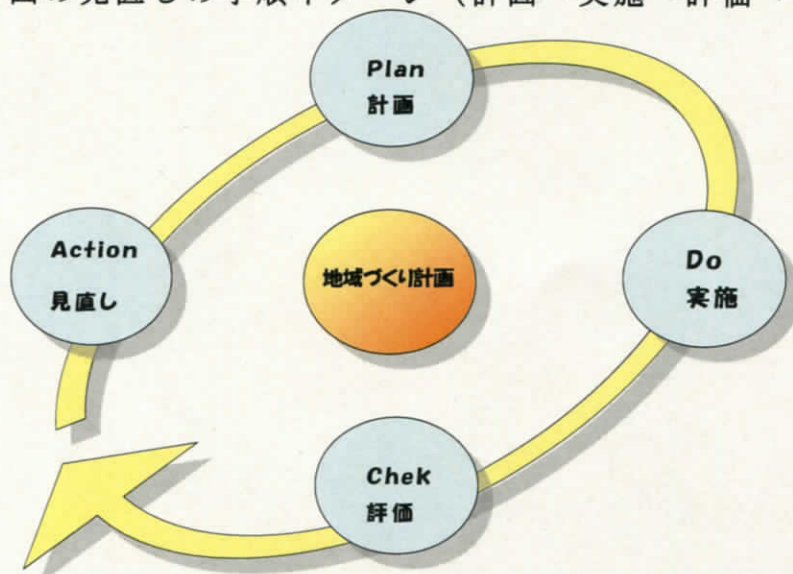 の見直しの手順イメージ（計画 実施 評価
Plan
計画
Action
見直し
地域づくり計画
Do
実施
Chek
評価